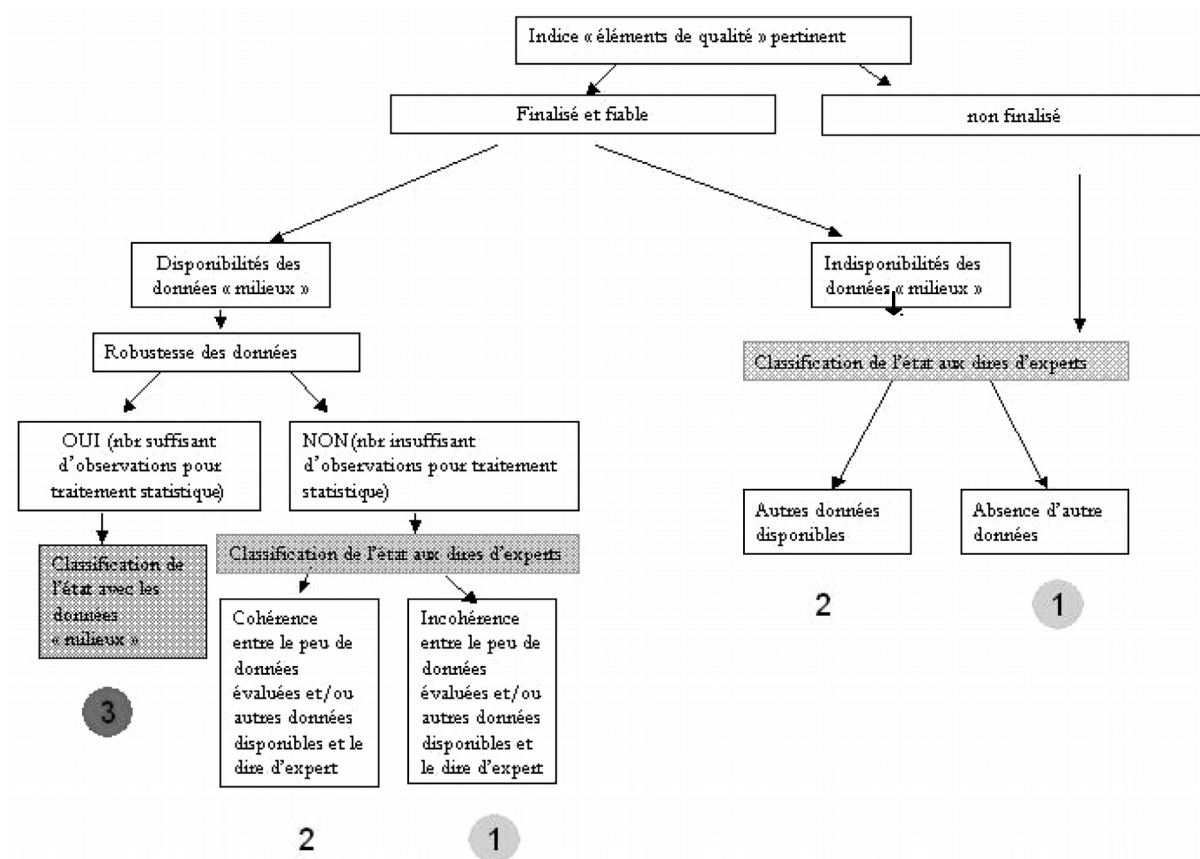 Indice « éléments de qualité » pertinent
Finalisé et fiable
non finalisé
Disponibilités des
données « milieux »
Indisponibilités des
données « milieux »
Robustesse des données
Classification de l'état aux dires d'experts
OUI (nbr suffisant
d'observations pour
traitement statistique)
NON(nbr insuffisant
d'observations pour traitement
statistique)
Autres données
disponibles
Absence d'autre
données
Classification de
l'état avec les
données
« milieux »
Classification de l'état aux dires d'experts
Cohérence
entre le peu de
données
évaluées et/ou
autres données
disponibles et le
dire d'expert
Incohérence
entre le peu de
données
évaluées et/ou
autres données
disponibles et
le dire d'expert
2
1
3
2
1